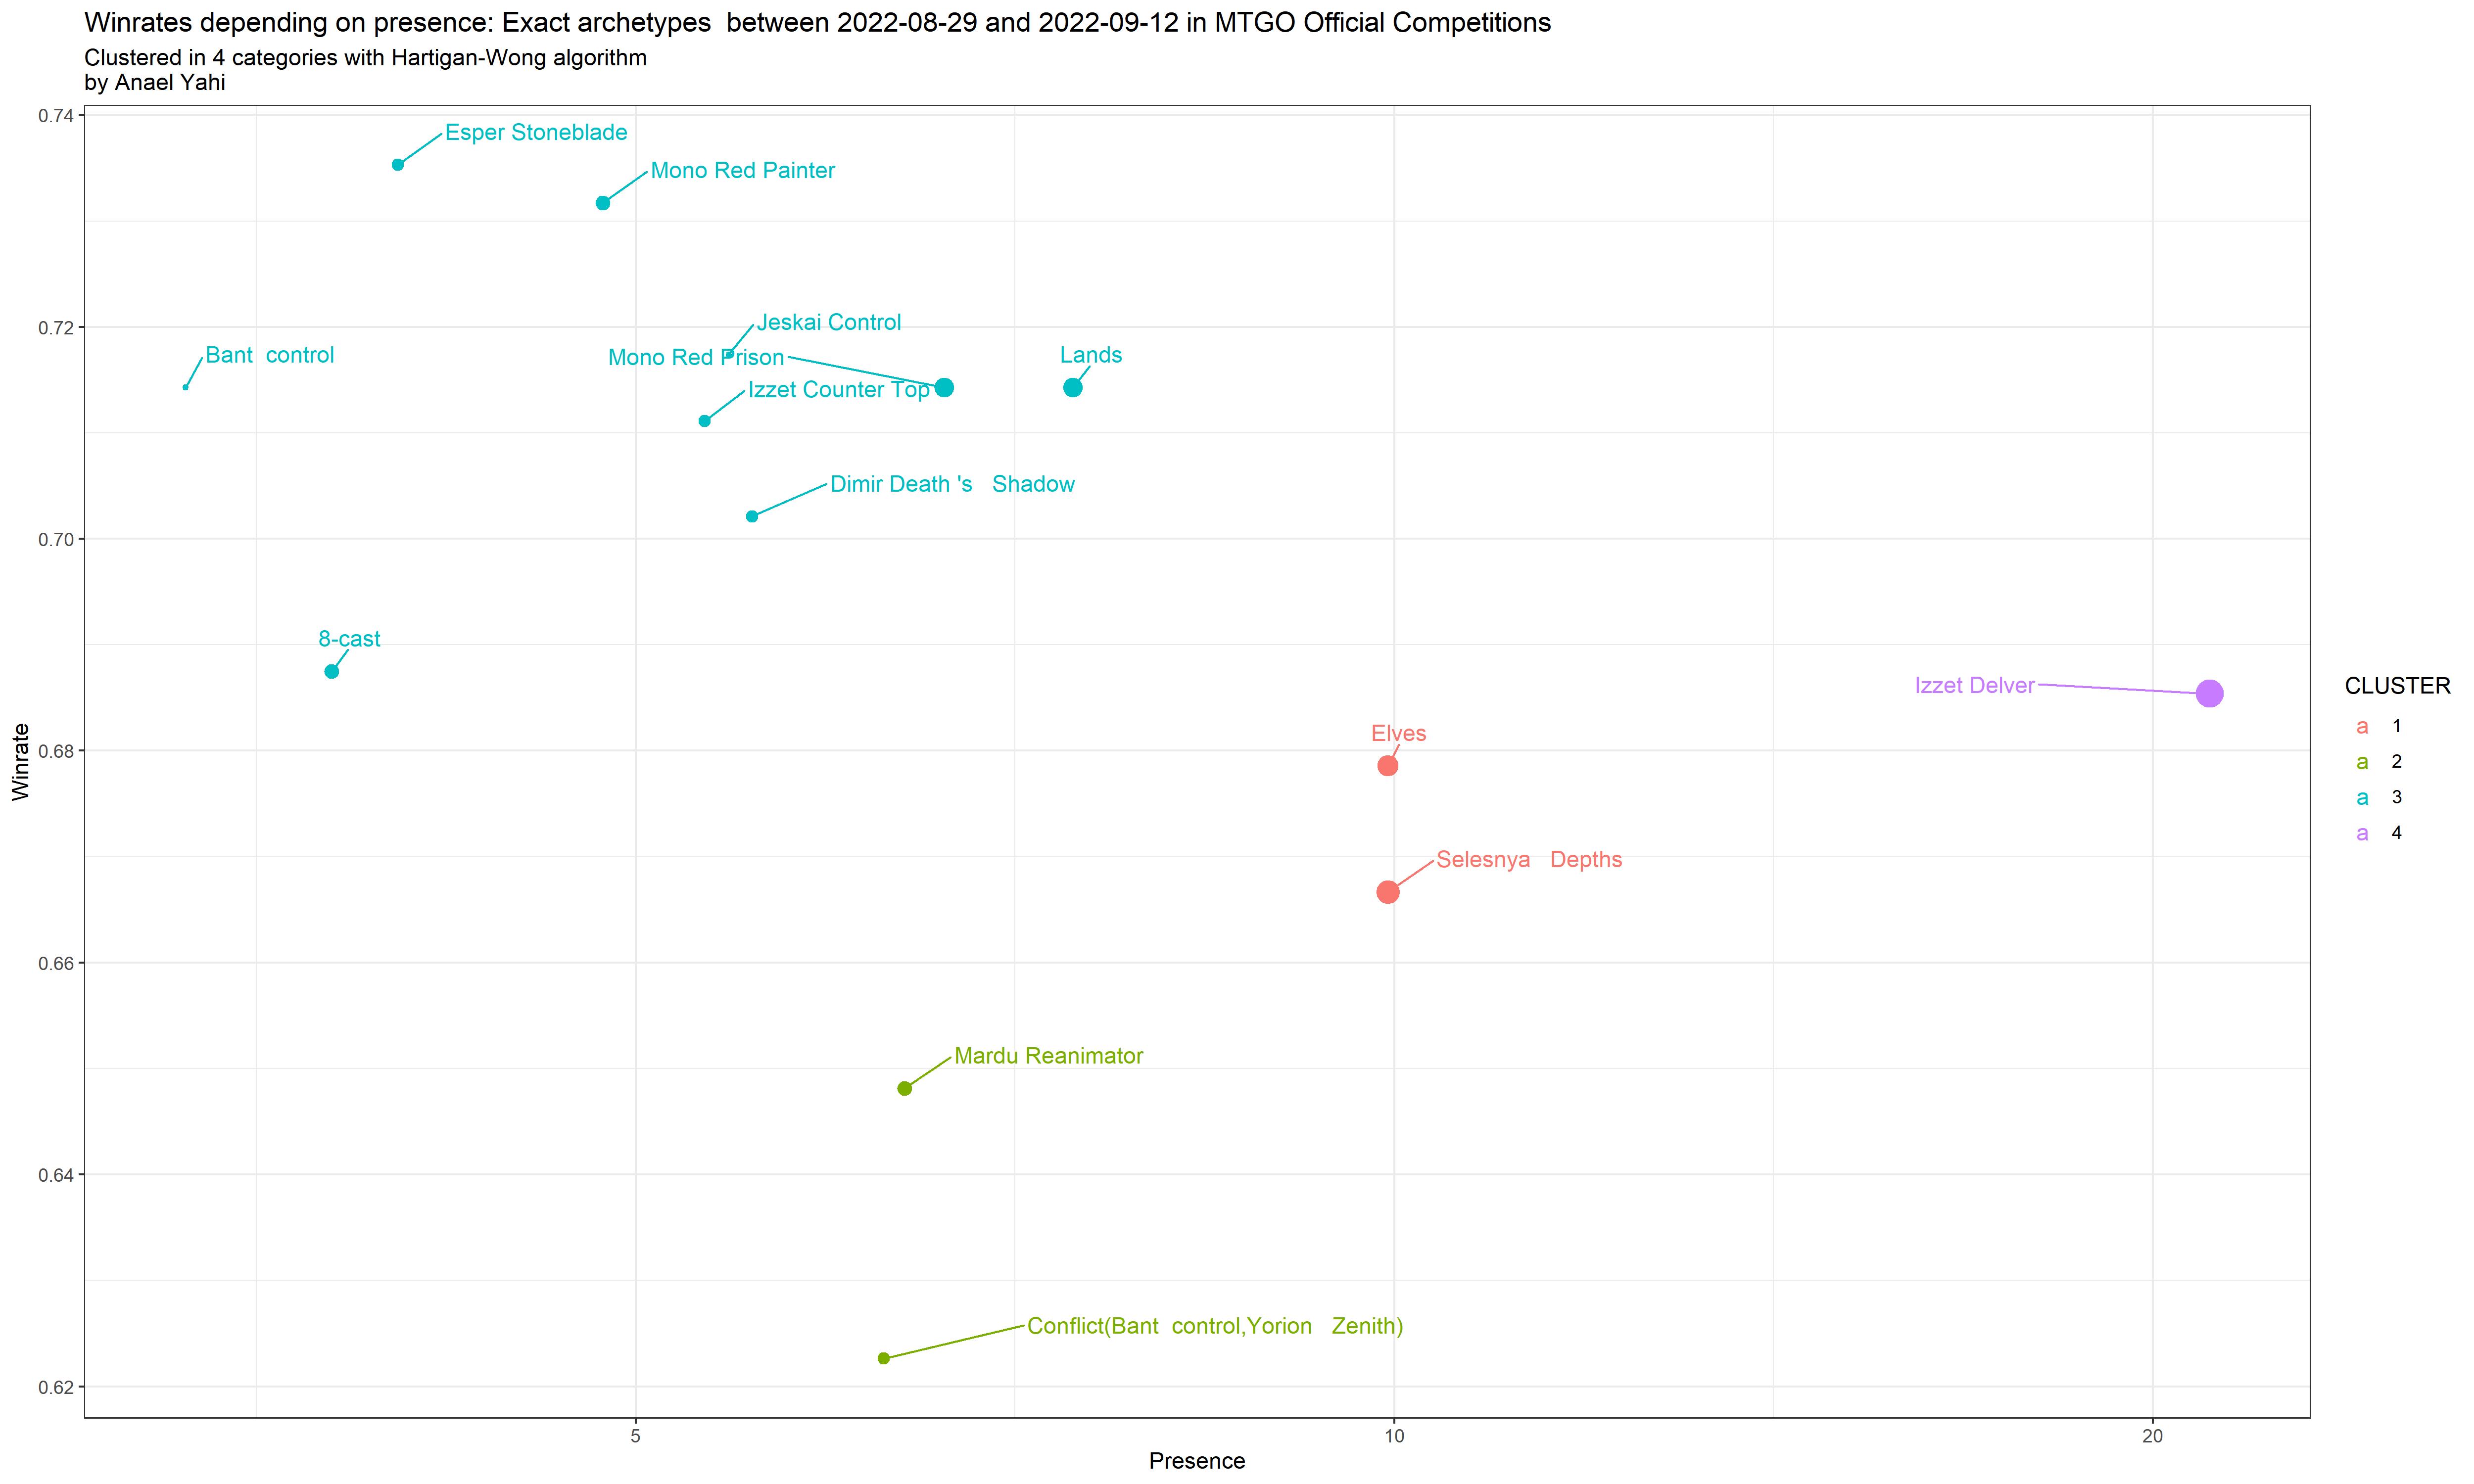 Winrates depending on presence: Exact archetypes  between 2022-08-29 and 2022-09-12 in MTGO Official Competitions
Clustered in 4 categories with Hartigan-Wong algorithm
by Anael Yahi
0.74
Esper Stoneblade
Mono Red Painter
0.72
Jeskai Control
Bant  control
Mono Red Prison
Lands
Izzet Counter Top
Dimir Death 's   Shadow
0.70
8-cast
Izzet Delver
CLUSTER
a 1
a 2
a 3
a 4
Elves
0.68
Winrate
Selesnya   Depths
0.66
Mardu Reanimator
0.64
Conflict(Bant  control,Yorion   Zenith)
0.62
5
10
20
Presence